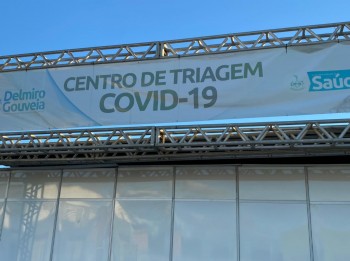 Delmiro
Gouveia
CENTRO DE TRIAGEM
COVID-19
Saúd